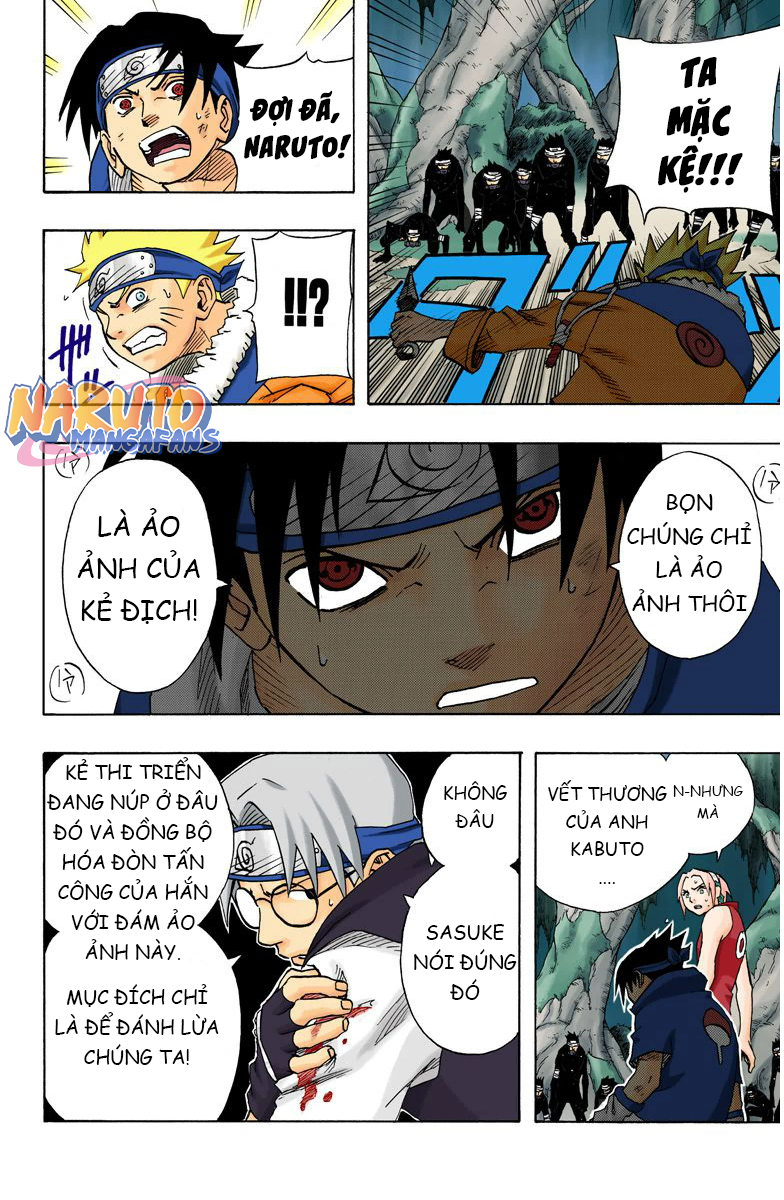 TA
MẶC
KỆ!!!
ĐỢI ĐÃ,
NARUTO!
!!?
NARUTO
MANGAFANS
BỌN
CHÚNG CHỈ
LÀ ẢO
ẢNH THÔI
LÀ ẢO
ẢNH CỦA
KẺ ĐỊCH!
N-NHƯNG
MÀ
VẾT THƯƠNG
CỦA ANH
KABUTO
....
KHÔNG
ĐÂU
SASUKE
NÓI ĐÚNG
ĐÓ
KẺ THI TRIỂN
ĐANG NÚP Ở ĐÂU
ĐÓ VÀ ĐỒNG BỘ
HÓA ĐÒN TẤN
CÔNG CỦA HẮN
VỚI ĐÁM ẢO
ẢNH NÀY.
MỤC ĐÍCH CHỈ
LÀ ĐỂ ĐÁNH LỪA
CHÚNG TA!